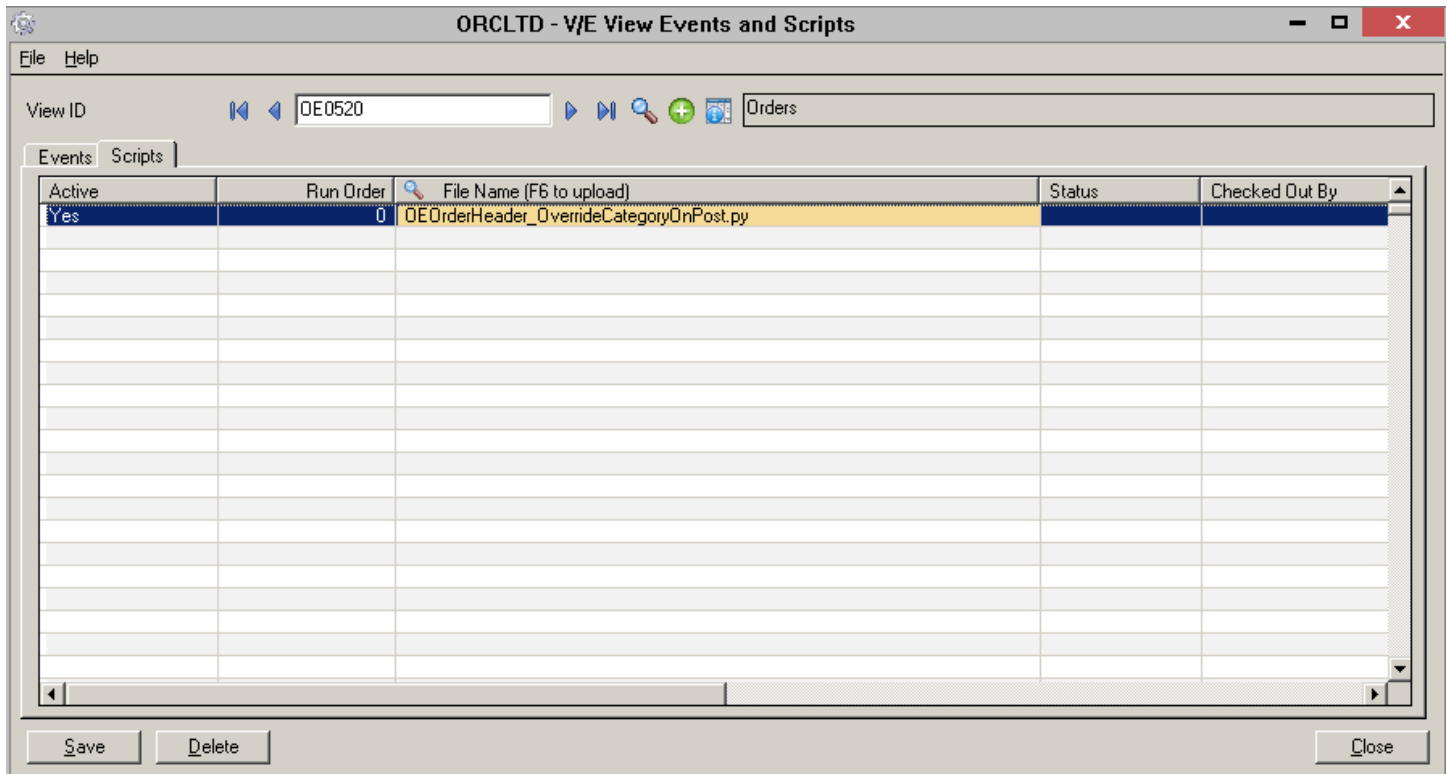 ORCLTD - V/E View Events and Scripts
File Help
View ID OE0520 Orders
Events Scripts
Active Run Order File Name (F6 to upload) Status Checked Out By
Yes 0 OEOrderHeader_OverrideCategoryOnPost.py
Save Delete Close